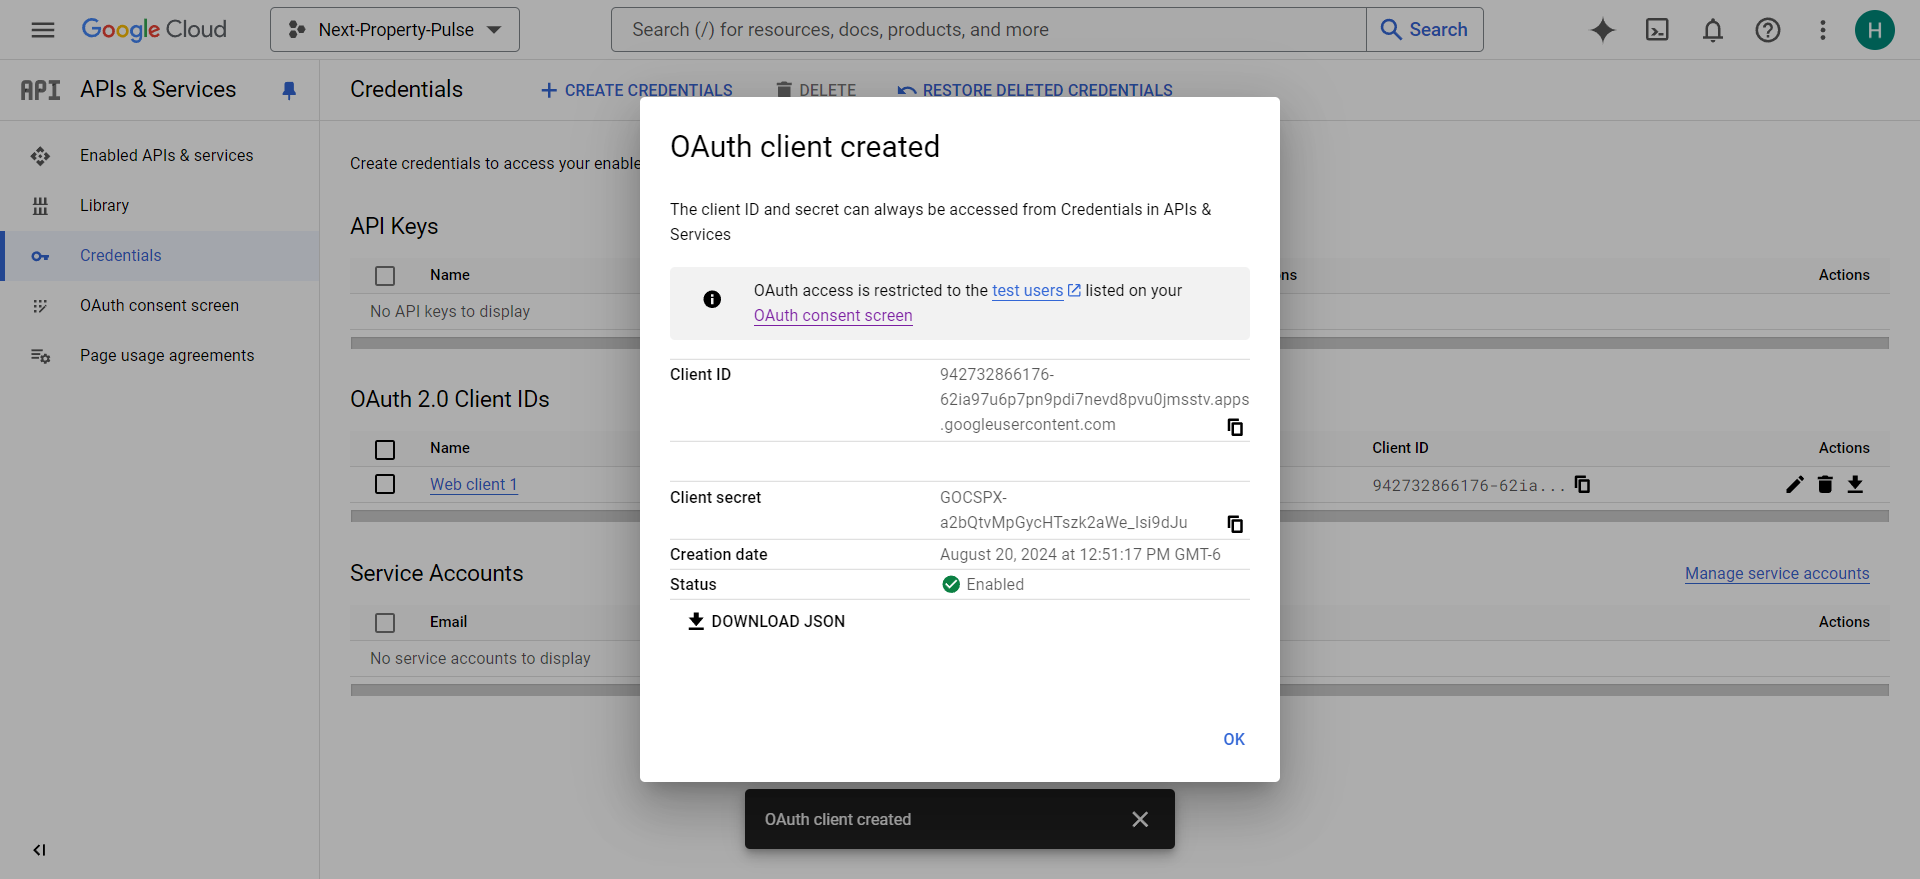 Google Cloud
Next-Property-Pulse
Search (/) for resources, docs, products, and more
Search
H
API
APIs & Services
Credentials
CREATE CREDENTIALS
DELETE
RESTORE DELETED CREDENTIALS
Enabled APIs & services
Library
Credentials
OAuth consent screen
Page usage agreements
Create credentials to access your enable
API Keys
Name
ns
Actions
No API keys to display
OAuth 2.0 Client IDs
Name
Client ID
Actions
Web client 1
942732866176-62ia...
Service Accounts
Manage service accounts
Email
Actions
No service accounts to display
OAuth client created
The client ID and secret can always be accessed from Credentials in APIs &
Services
OAuth access is restricted to the test users listed on your
OAuth consent screen
Client ID
942732866176-
62ia97u6p7pn9pdi7nevd8pvu0jmsstv.apps
.googleusercontent.com
Client secret
GOCSPX-
a2bQtvMpGycHTszk2aWe_Isi9dJu
Creation date
August 20, 2024 at 12:51:17 PM GMT-6
Status
Enabled
DOWNLOAD JSON
OK
OAuth client created